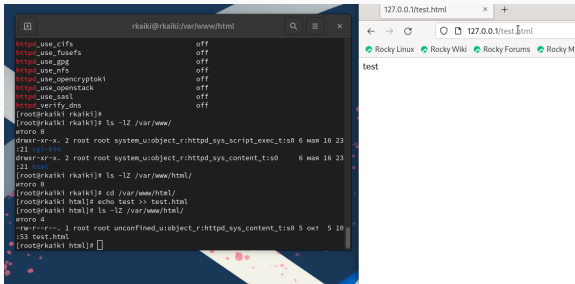 rkaiki@rkaiki:/var/www/html
httpd_use_cifs off
httpd_use_fusefs off
httpd_use_gpg off
httpd_use_nfs off
httpd_use_opencryptoki off
httpd_use_openstack off
httpd_use_sasl off
httpd_verify_dns off
[root@rkaiki rkaiki]#
[root@rkaiki rkaiki]# ls -lZ /var/www/
итого 0
drwxr-xr-x. 2 root root system_u:object_r:httpd_sys_script_exec_t:s0 6 мая 16 23
:21 cgi-bin
drwxr-xr-x. 2 root root system_u:object_r:httpd_sys_content_t:s0 6 мая 16 23
:21 html
[root@rkaiki rkaiki]# ls -lZ /var/www/html/
итого 0
[root@rkaiki rkaiki]# cd /var/www/html/
[root@rkaiki html]# echo test >> test.html
[root@rkaiki html]# ls -lZ /var/www/html/
итого 4
-rw-r--r--. 1 root root unconfined_u:object_r:httpd_sys_content_t:s0 5 окт 5 10
:53 test.html
[root@rkaiki html]#
127.0.0.1/test.html
127.0.0.1/test.html
Rocky Linux Rocky Wiki Rocky Forums Rocky M
test